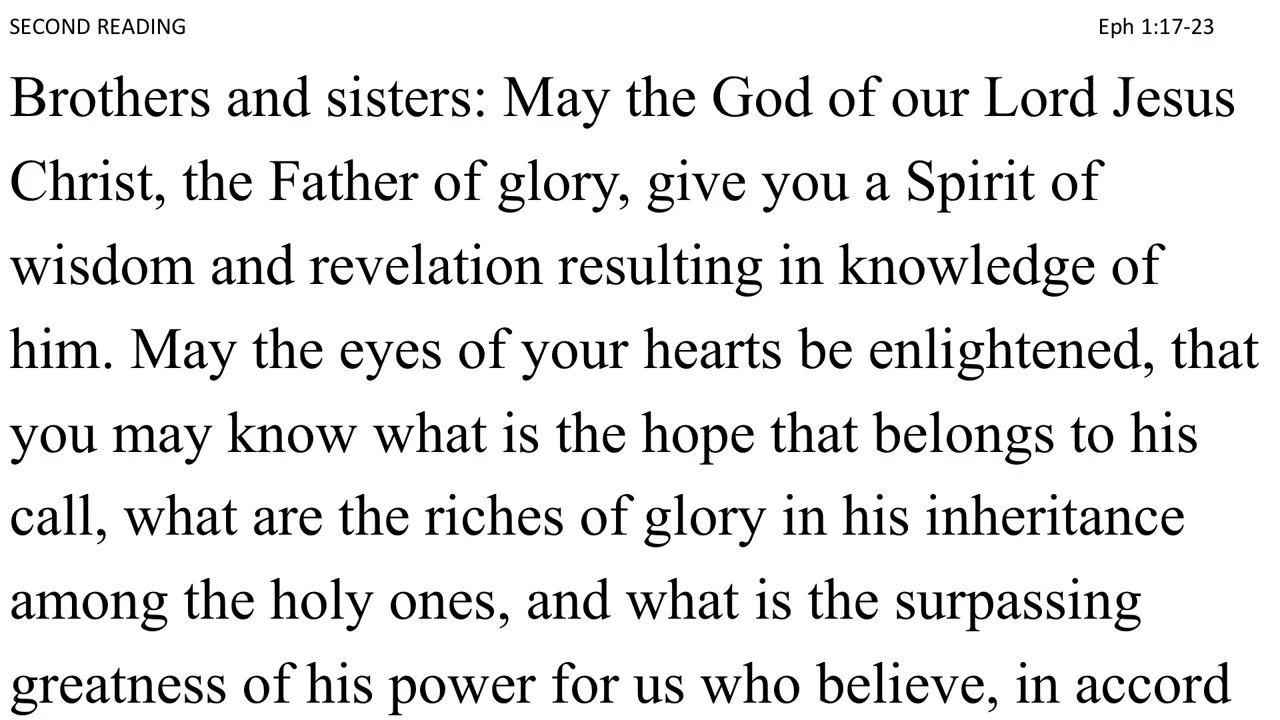 SECOND READING Eph 1:17-23
Brothers and sisters: May the God of our Lord Jesus
Christ, the Father of glory, give you a Spirit of
wisdom and revelation resulting in knowledge of
him. May the eyes of your hearts be enlightened, that
you may know what is the hope that belongs to his
call, what are the riches of glory in his inheritance
among the holy ones, and what is the surpassing
greatness of his power for us who believe, in accord